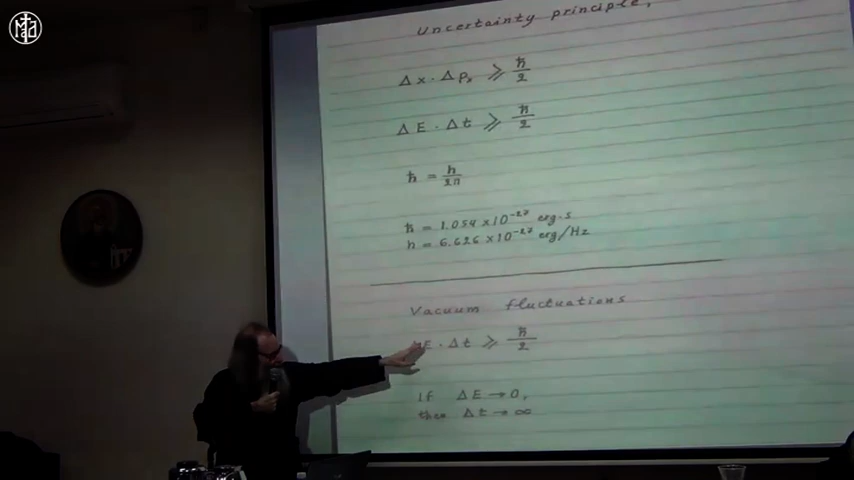 Uncertainty principle,
Δx · Δpₓ ⩾ ħ/2
ΔE · Δt ⩾ ħ/2
ħ = h/2π
ħ = 1.054 × 10⁻²⁷ erg·s
h = 6.626 × 10⁻²⁷ erg/Hz
Vacuum fluctuations
ΔE · Δt ⩾ ħ/2
If ΔE → 0,
then Δt → ∞